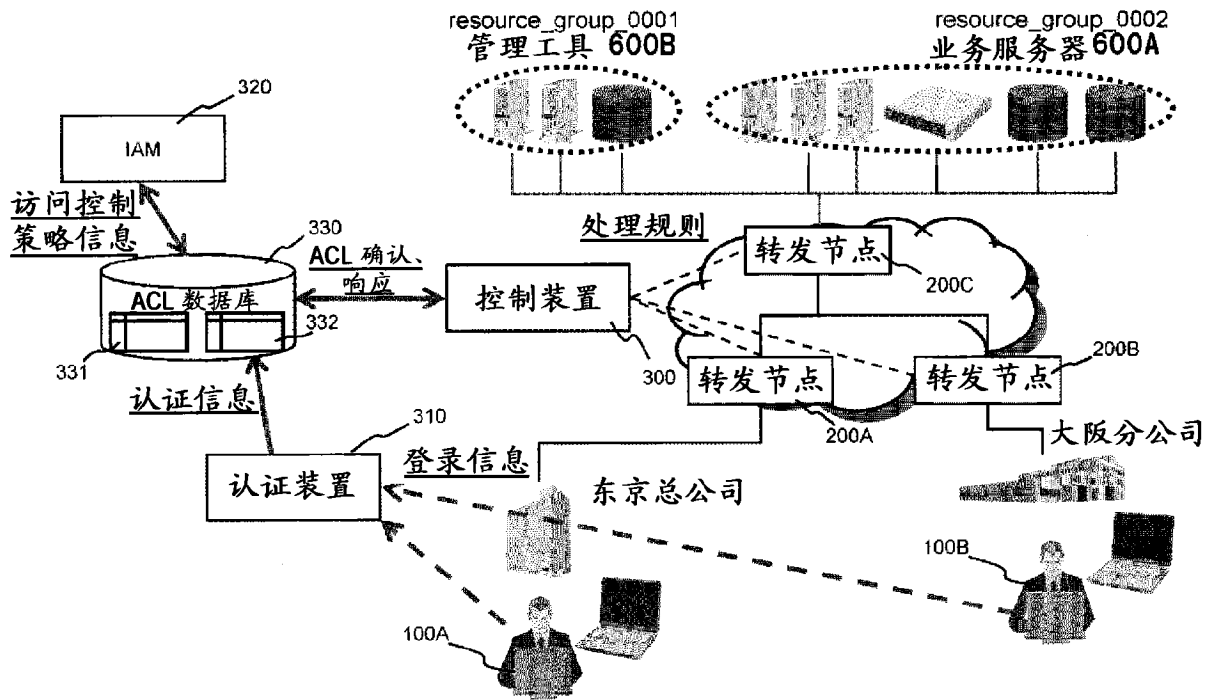 resource_group_0001
管理工具 600B
resource_group_0002
业务服务器 600A
320
IAM
访问控制
策略信息
330
ACL 数据库
331
332
ACL 确认、
响应
处理规则
控制装置
300
转发节点
200C
转发节点
200A
转发节点
200B
认证信息
310
认证装置
登录信息
东京总公司
大阪分公司
100A
100B